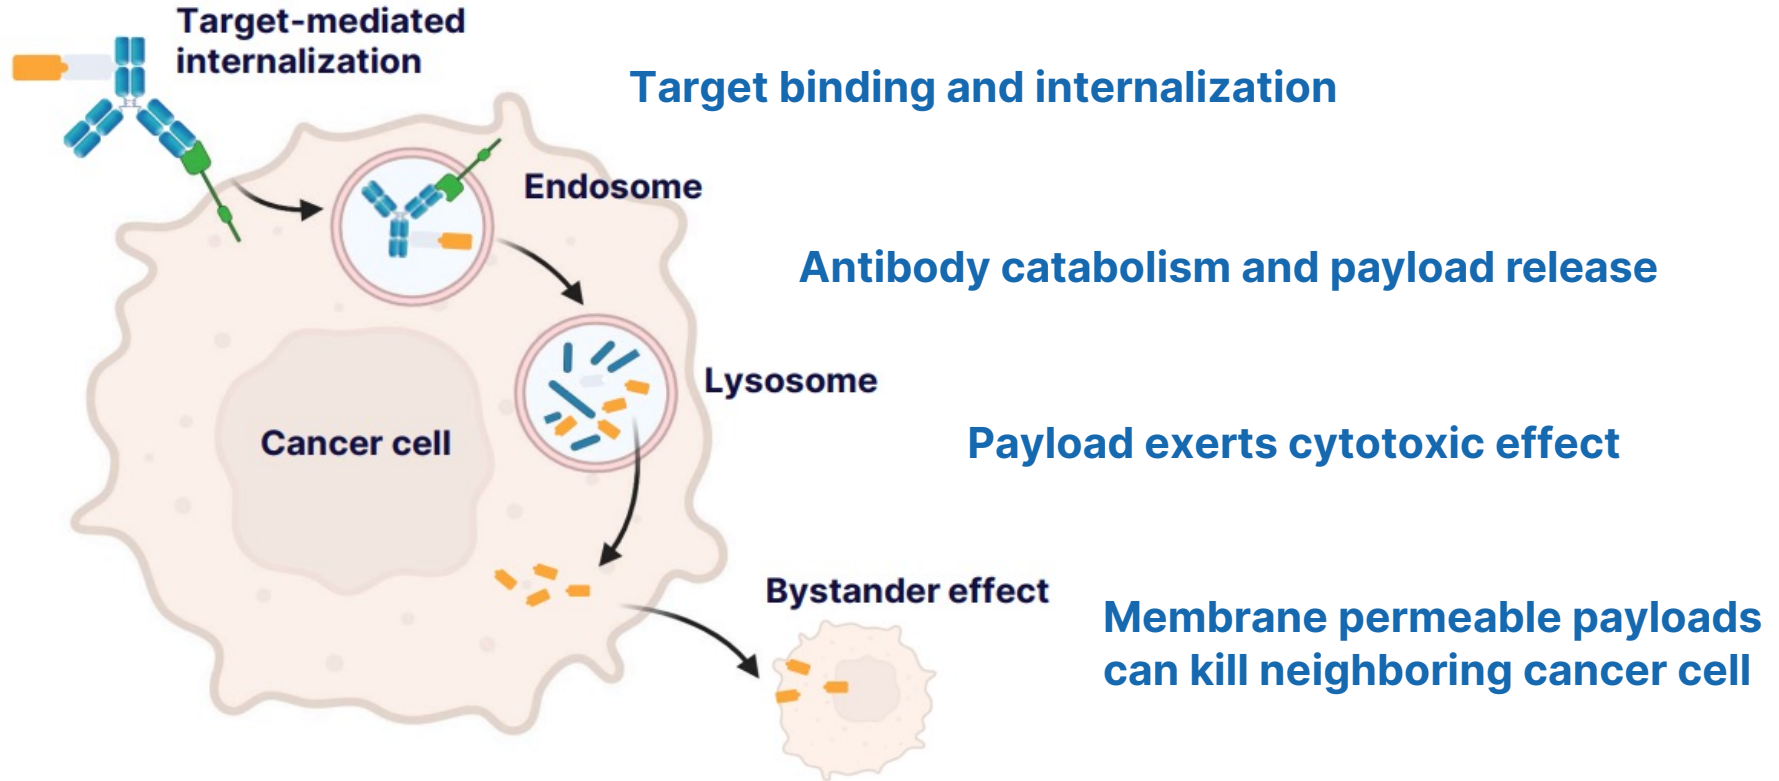 Target-mediated
internalization
Target binding and internalization
Endosome
Antibody catabolism and payload release
Lysosome
Cancer cell
Payload exerts cytotoxic effect
Bystander effect
Membrane permeable payloads
can kill neighboring cancer cell